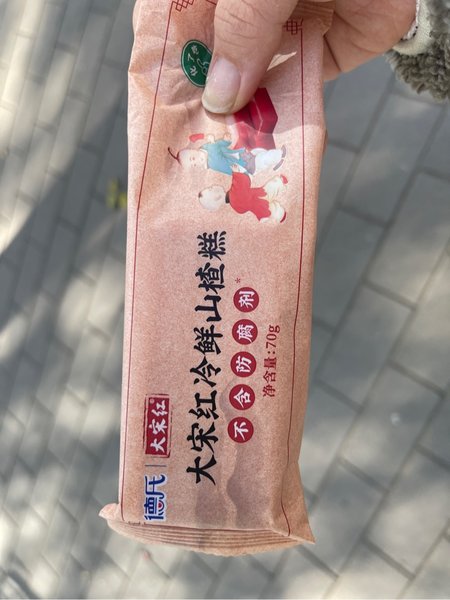 德氏 大宋红
大宋红冷鲜山楂糕
不含防腐剂*
净含量:70g